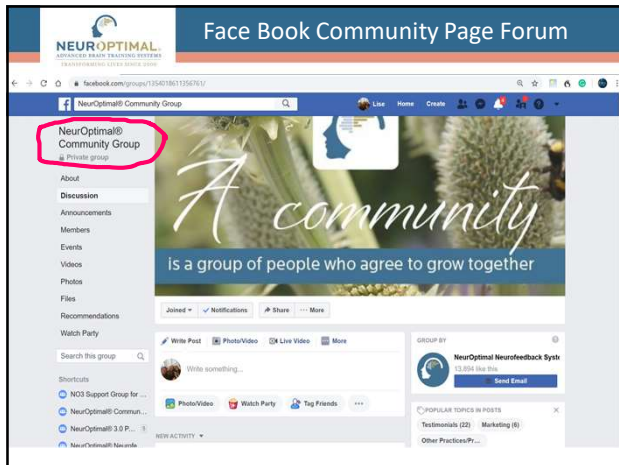 NEUROPTIMAL
ADVANCED BRAIN TRAINING SYSTEMS
TRANSFORMING LIVES SINCE 2000
Face Book Community Page Forum
facebook.com/groups/1354018611356761/
NeurOptimal® Community Group
Lise Home Create
NeurOptimal®
Community Group
Private group
About
Discussion
Announcements
Members
Events
Videos
Photos
Files
Recommendations
Watch Party
Search this group
Shortcuts
NO3 Support Group for ...
NeurOptimal® Commun...
NeurOptimal® 3.0 P... 5
NeurOptimal® Neurofe...
A community
is a group of people who agree to grow together
Joined Notifications Share More
Write Post Photo/Video Live Video More
Write something...
Photo/Video Watch Party Tag Friends
NEW ACTIVITY
GROUP BY
NeurOptimal Neurofeedback Syste
13,894 like this
Send Email
POPULAR TOPICS IN POSTS
Testimonials (22) Marketing (6)
Other Practices/Pr...